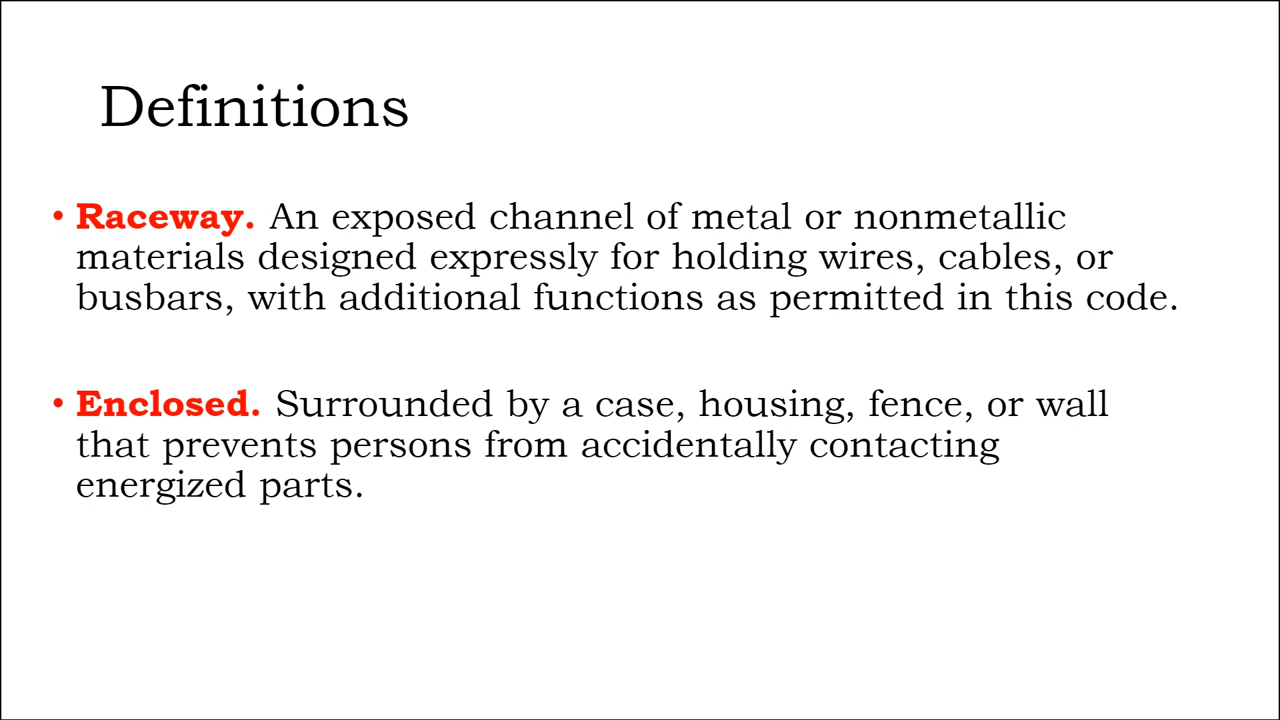 Definitions
• Raceway. An exposed channel of metal or nonmetallic
materials designed expressly for holding wires, cables, or
busbars, with additional functions as permitted in this code.
• Enclosed. Surrounded by a case, housing, fence, or wall
that prevents persons from accidentally contacting
energized parts.